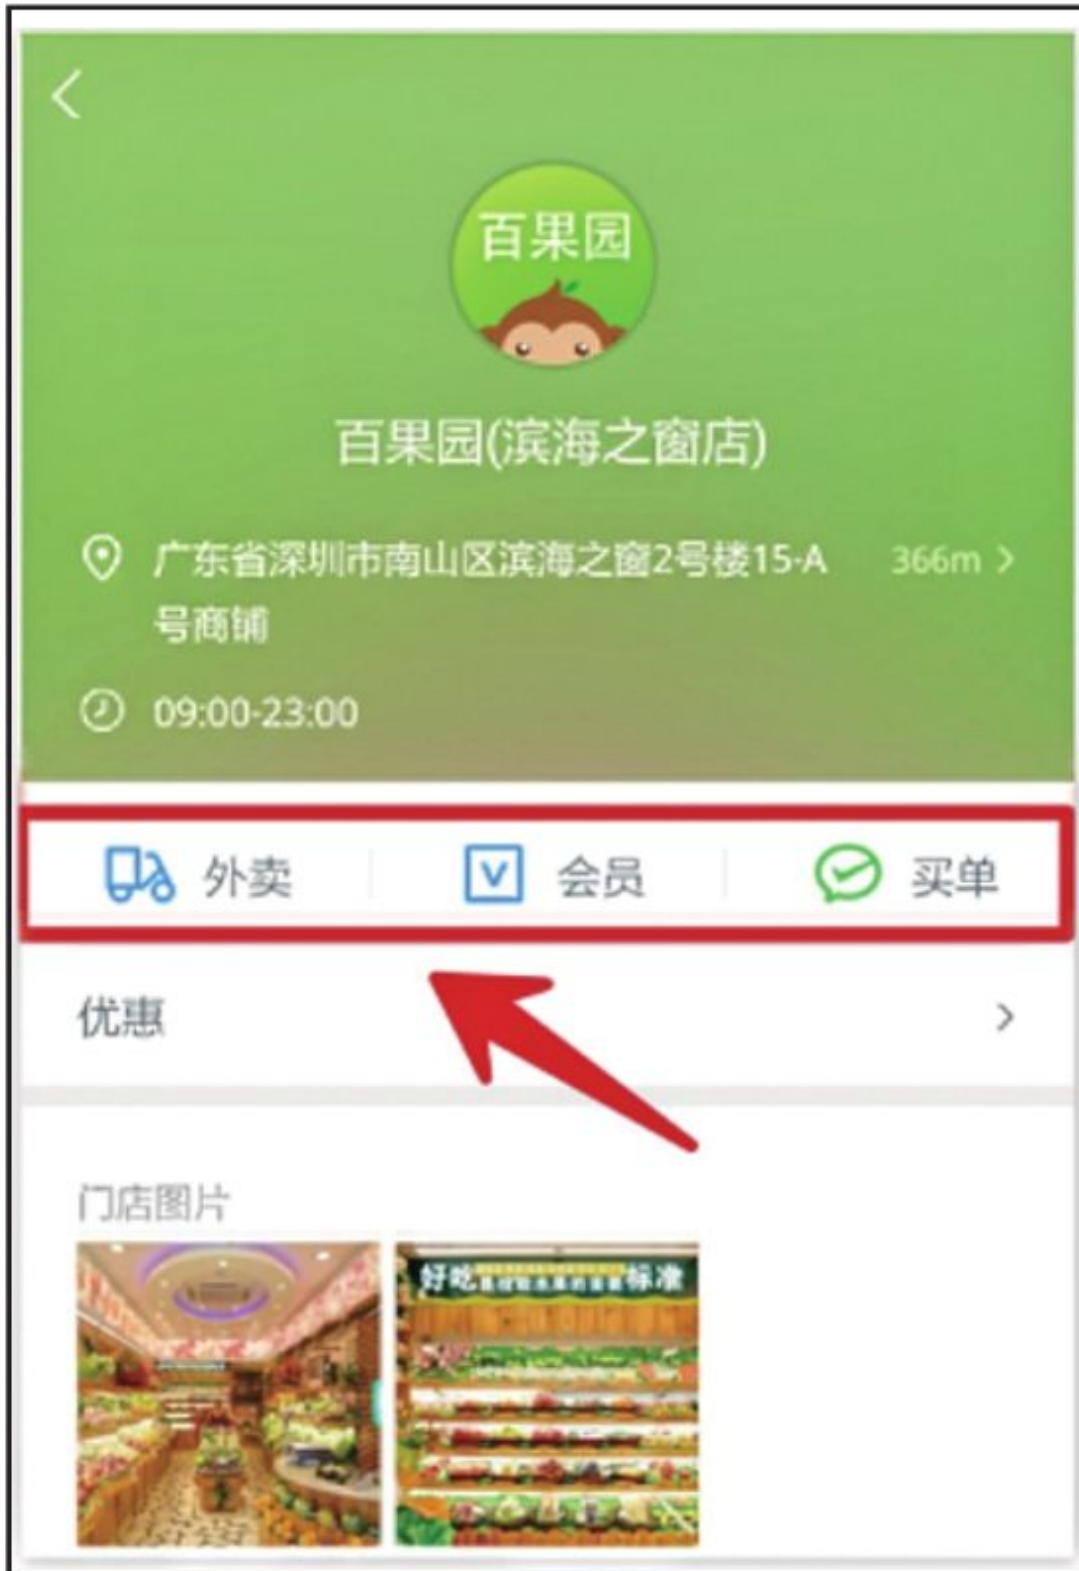 百果园
百果园(滨海之窗店)
广东省深圳市南山区滨海之窗2号楼15-A
366m
号商铺
09:00-23:00
外卖
会员
买单
优惠
门店图片
好吃
标准